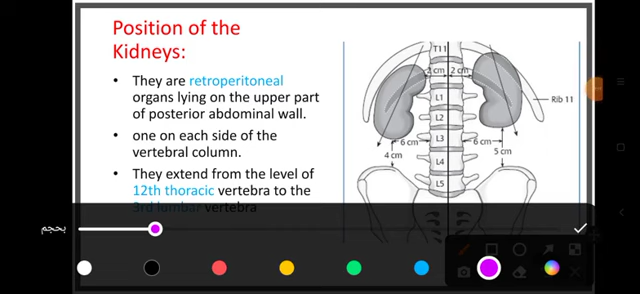 Position of the
Kidneys:
• They are retroperitoneal
organs lying on the upper part
of posterior abdominal wall.
• one on each side of the
vertebral column.
• They extend from the level of
12th thoracic vertebra to the
3rd lumbar vertebra
T11
2 cm 2 cm
L1
Rib 11
L2
6 cm L3 6 cm
4 cm 5 cm
L4
L5
بحجم